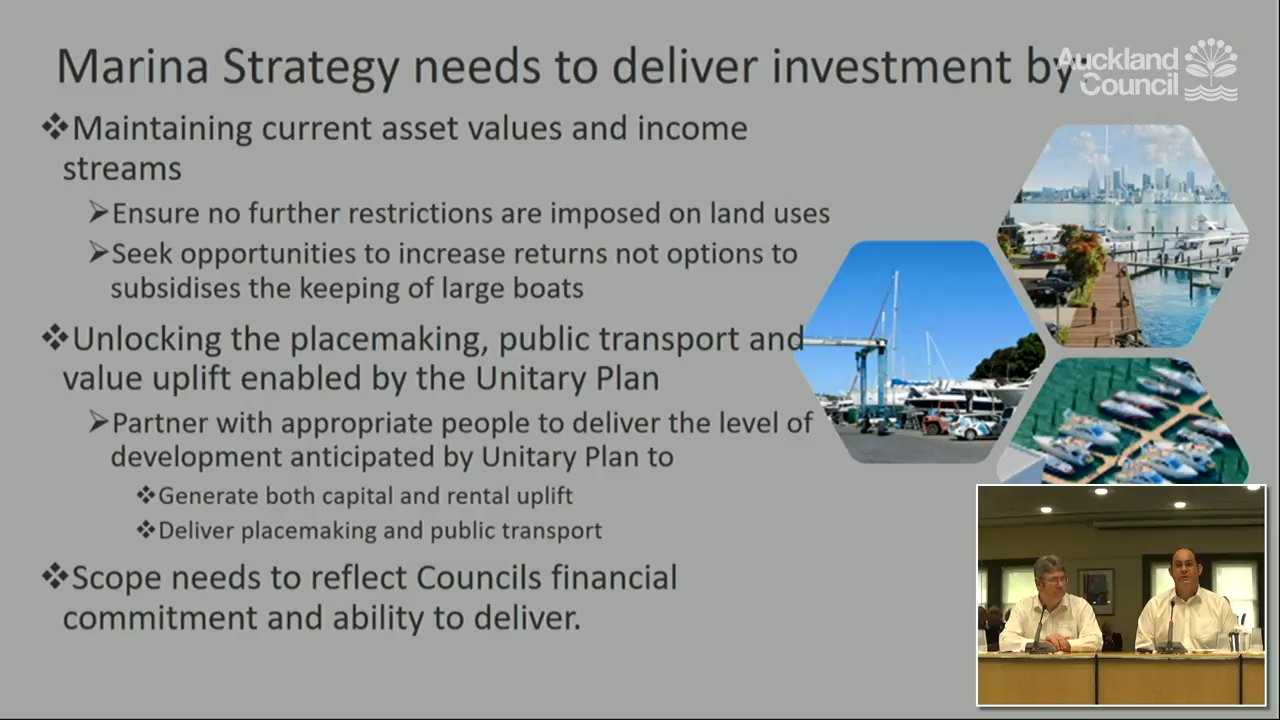 Marina Strategy needs to deliver investment by:
Auckland
Council
Maintaining current asset values and income
streams
Ensure no further restrictions are imposed on land uses
Seek opportunities to increase returns not options to
subsidises the keeping of large boats
Unlocking the placemaking, public transport and
value uplift enabled by the Unitary Plan
Partner with appropriate people to deliver the level of
development anticipated by Unitary Plan to
Generate both capital and rental uplift
Deliver placemaking and public transport
Scope needs to reflect Councils financial
commitment and ability to deliver.